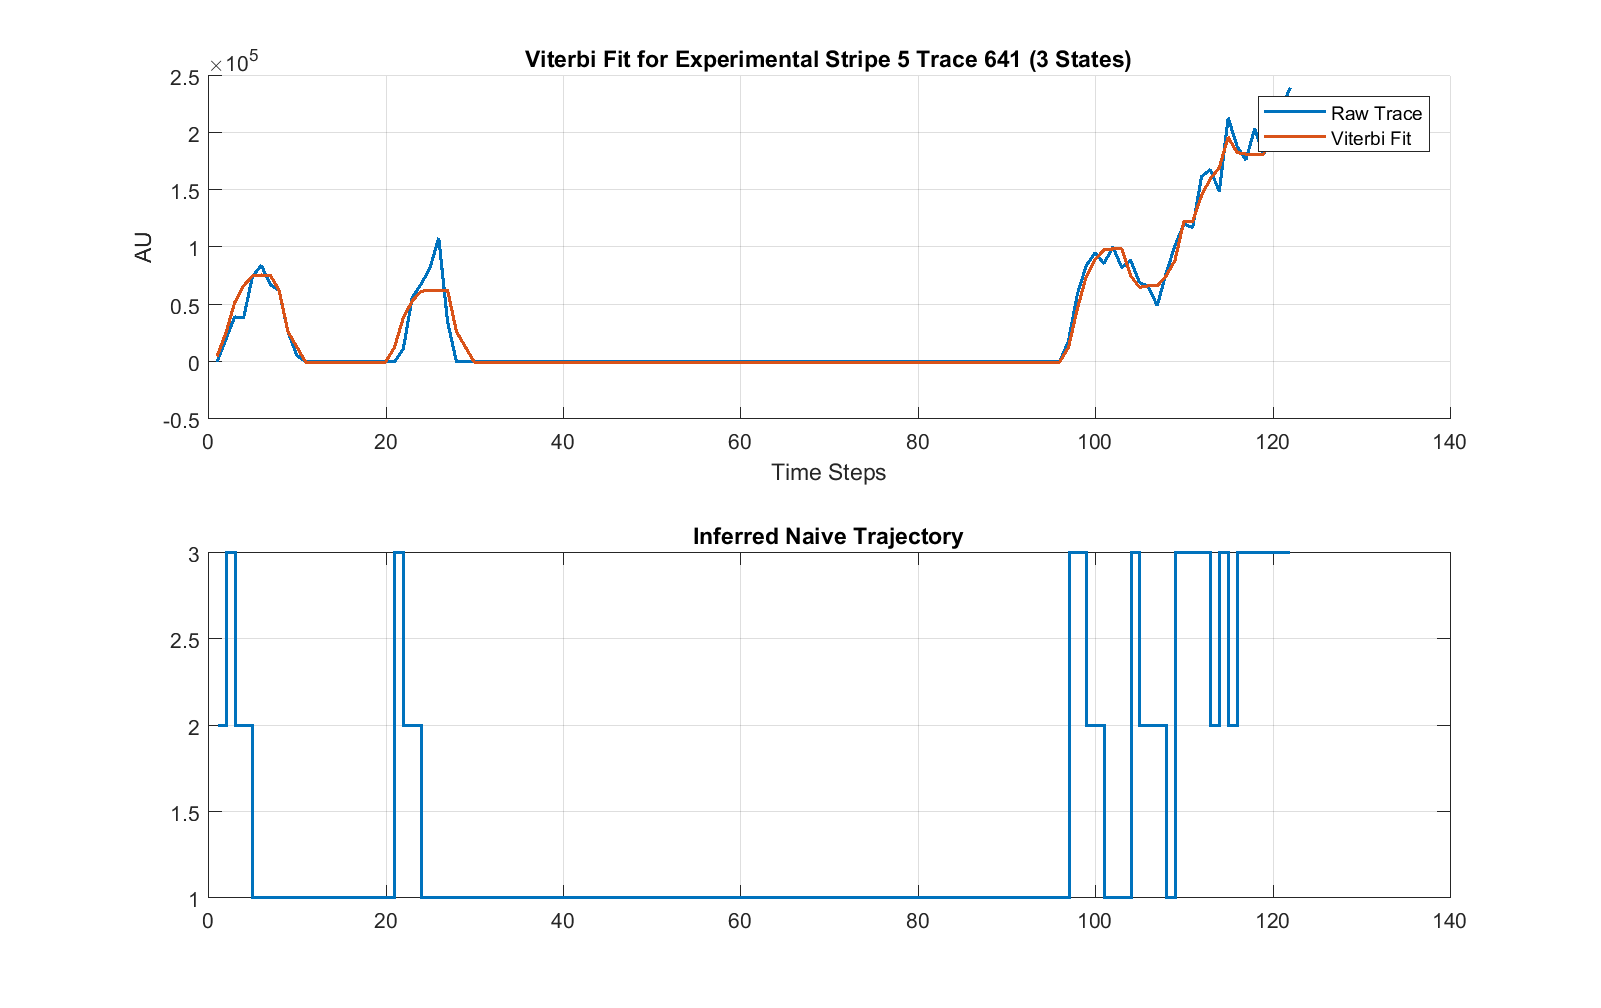 Viterbi Fit for Experimental Stripe 5 Trace 641 (3 States)
×10^5
2.5
2
1.5
1
0.5
0
-0.5
AU
Raw Trace
Viterbi Fit
0 20 40 60 80 100 120 140
Time Steps
Inferred Naive Trajectory
3
2.5
2
1.5
1
0 20 40 60 80 100 120 140